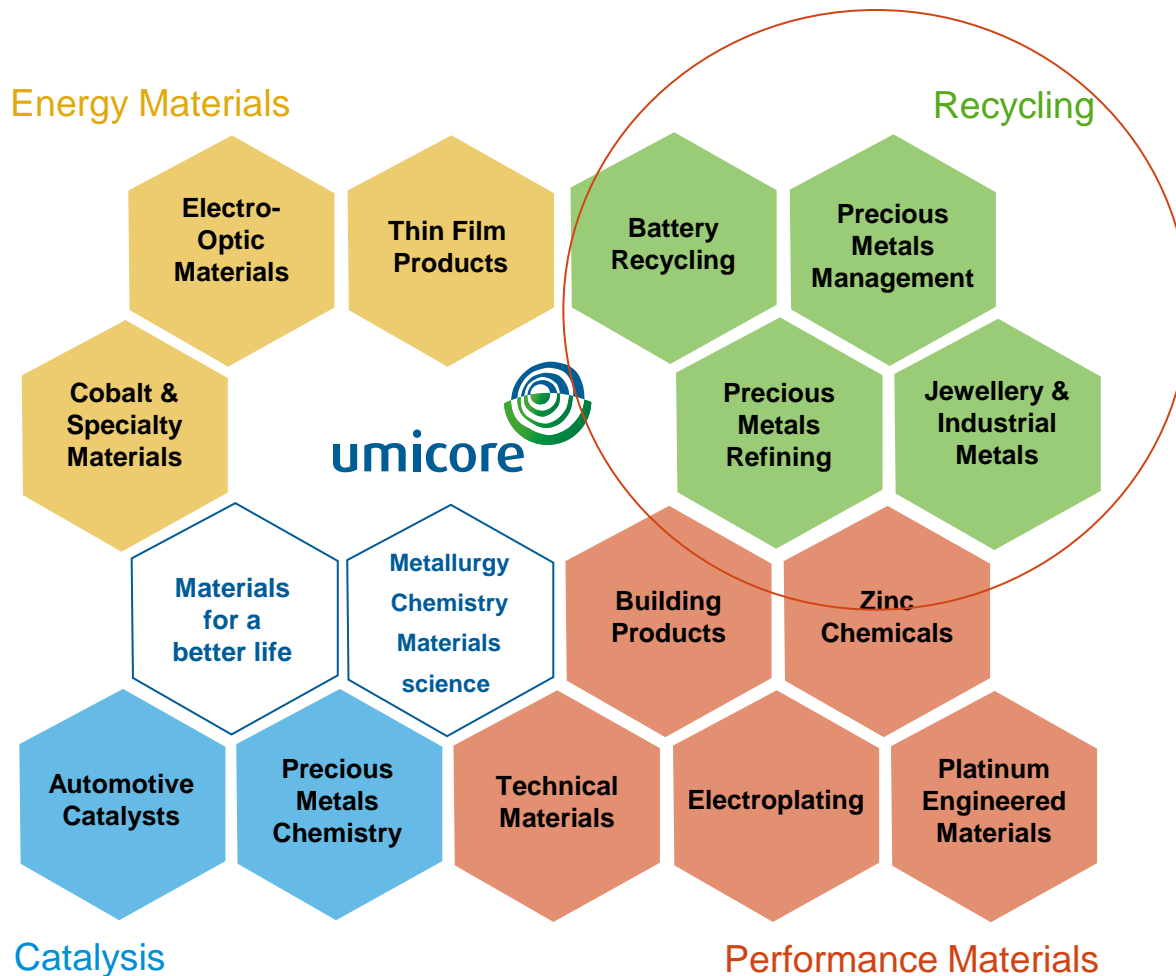 Energy Materials
Recycling
Electro-
Optic
Materials
Thin Film
Products
Battery
Recycling
Precious
Metals
Management
Cobalt &
Specialty
Materials
umicore
Precious
Metals
Refining
Jewellery &
Industrial
Metals
Materials
for a
better life
Metallurgy
Chemistry
Materials
science
Building
Products
Zinc
Chemicals
Automotive
Catalysts
Precious
Metals
Chemistry
Technical
Materials
Electroplating
Platinum
Engineered
Materials
Catalysis
Performance Materials